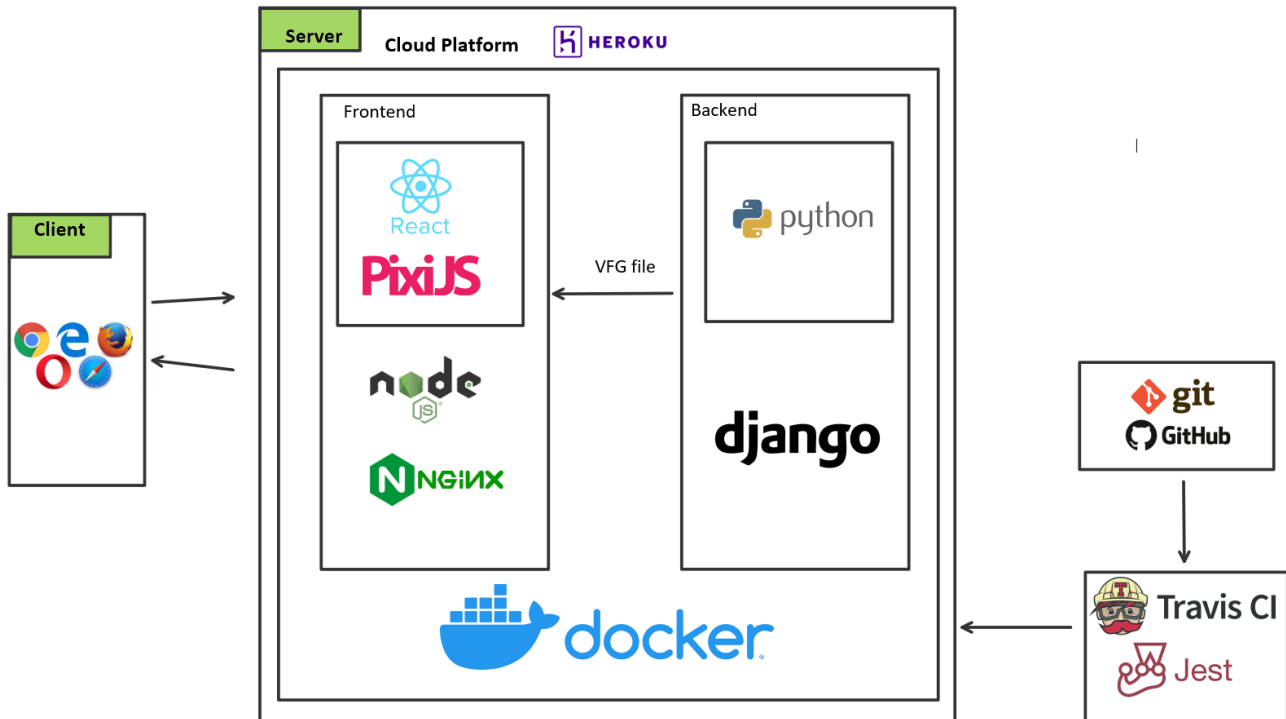 Server
Cloud Platform
HEROKU
Frontend
Backend
React
PixiJS
python
VFG file
Client
node
JS
NGINX
django
git
GitHub
docker
Travis CI
T
Jest